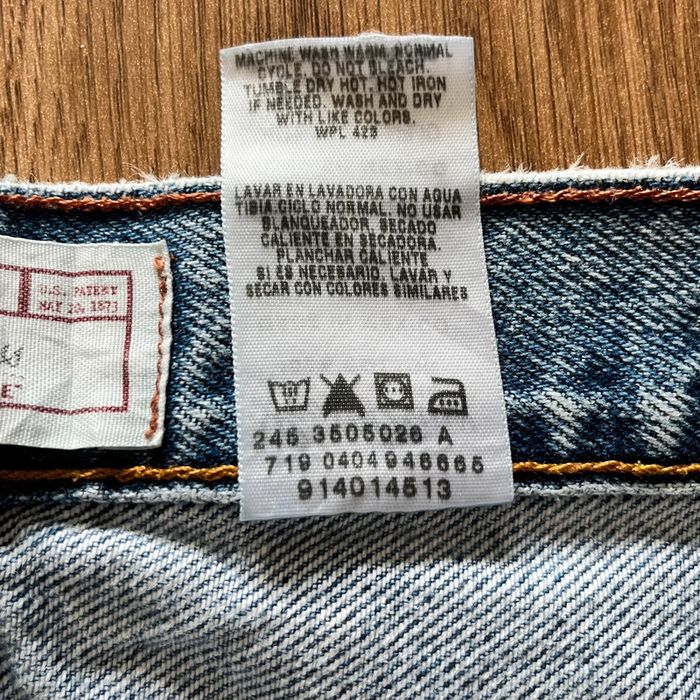 MACHINE WASH WARM, NORMAL
CYCLE. DO NOT BLEACH.
TUMBLE DRY HOT, HOT IRON
IF NEEDED. WASH AND DRY
WITH LIKE COLORS.
WPL 423
LAVAR EN LAVADORA CON AGUA
TIBIA CICLO NORMAL. NO USAR
BLANQUEADOR, SECADO
CALIENTE EN SECADORA.
PLANCHAR CALIENTE
SI ES NECESARIO. LAVAR Y
SECAR CON COLORES SIMILARES
U.S. PATENT
MAY 20, 1873
245 3505026 A
719 0404 946665
914014513